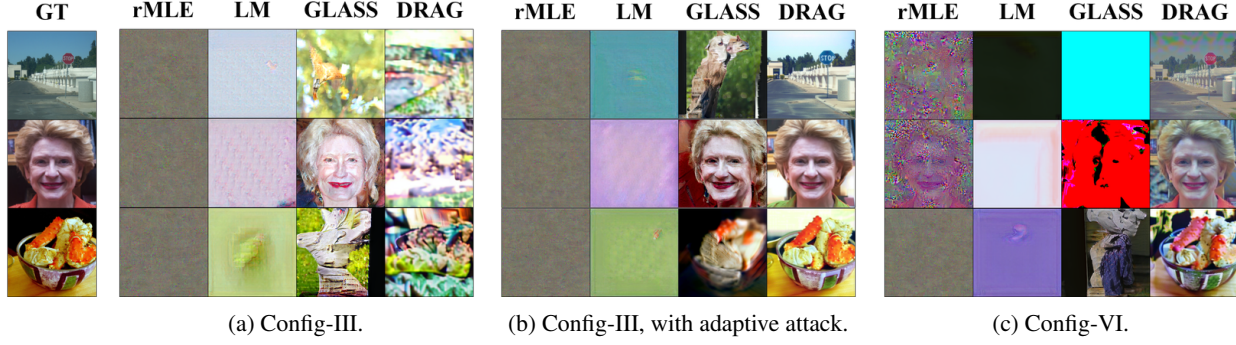 GT rMLE LM GLASS DRAG rMLE LM GLASS DRAG rMLE LM GLASS DRAG
STOP
(a) Config-III. (b) Config-III, with adaptive attack. (c) Config-VI.